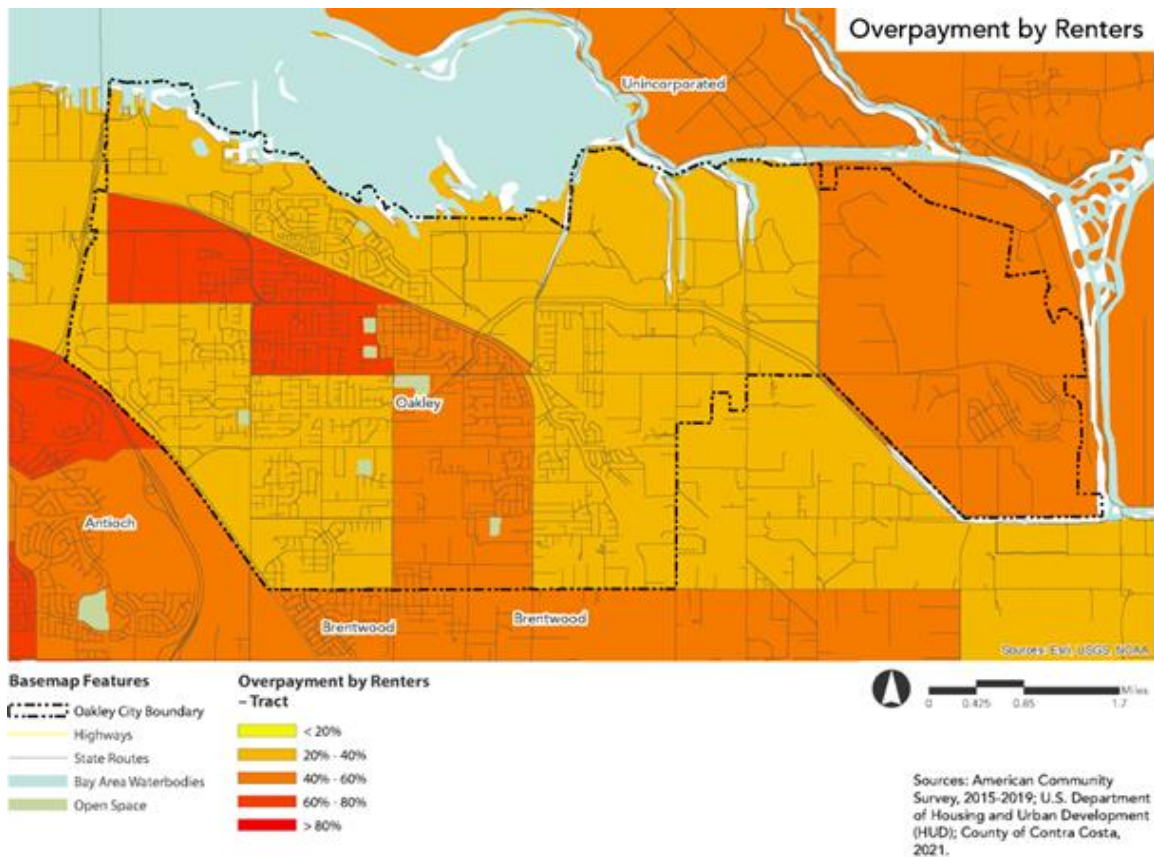 Overpayment by Renters
Unincorporated
Oakley
Antioch
Brentwood
Brentwood
Sources: Esri, USGS, NOAA
Basemap Features
Oakley City Boundary
Highways
State Routes
Bay Area Waterbodies
Open Space
Overpayment by Renters
– Tract
< 20%
20% - 40%
40% - 60%
60% - 80%
> 80%
Miles
0 0.425 0.85 1.7
Sources: American Community
Survey, 2015-2019; U.S. Department
of Housing and Urban Development
(HUD); County of Contra Costa,
2021.